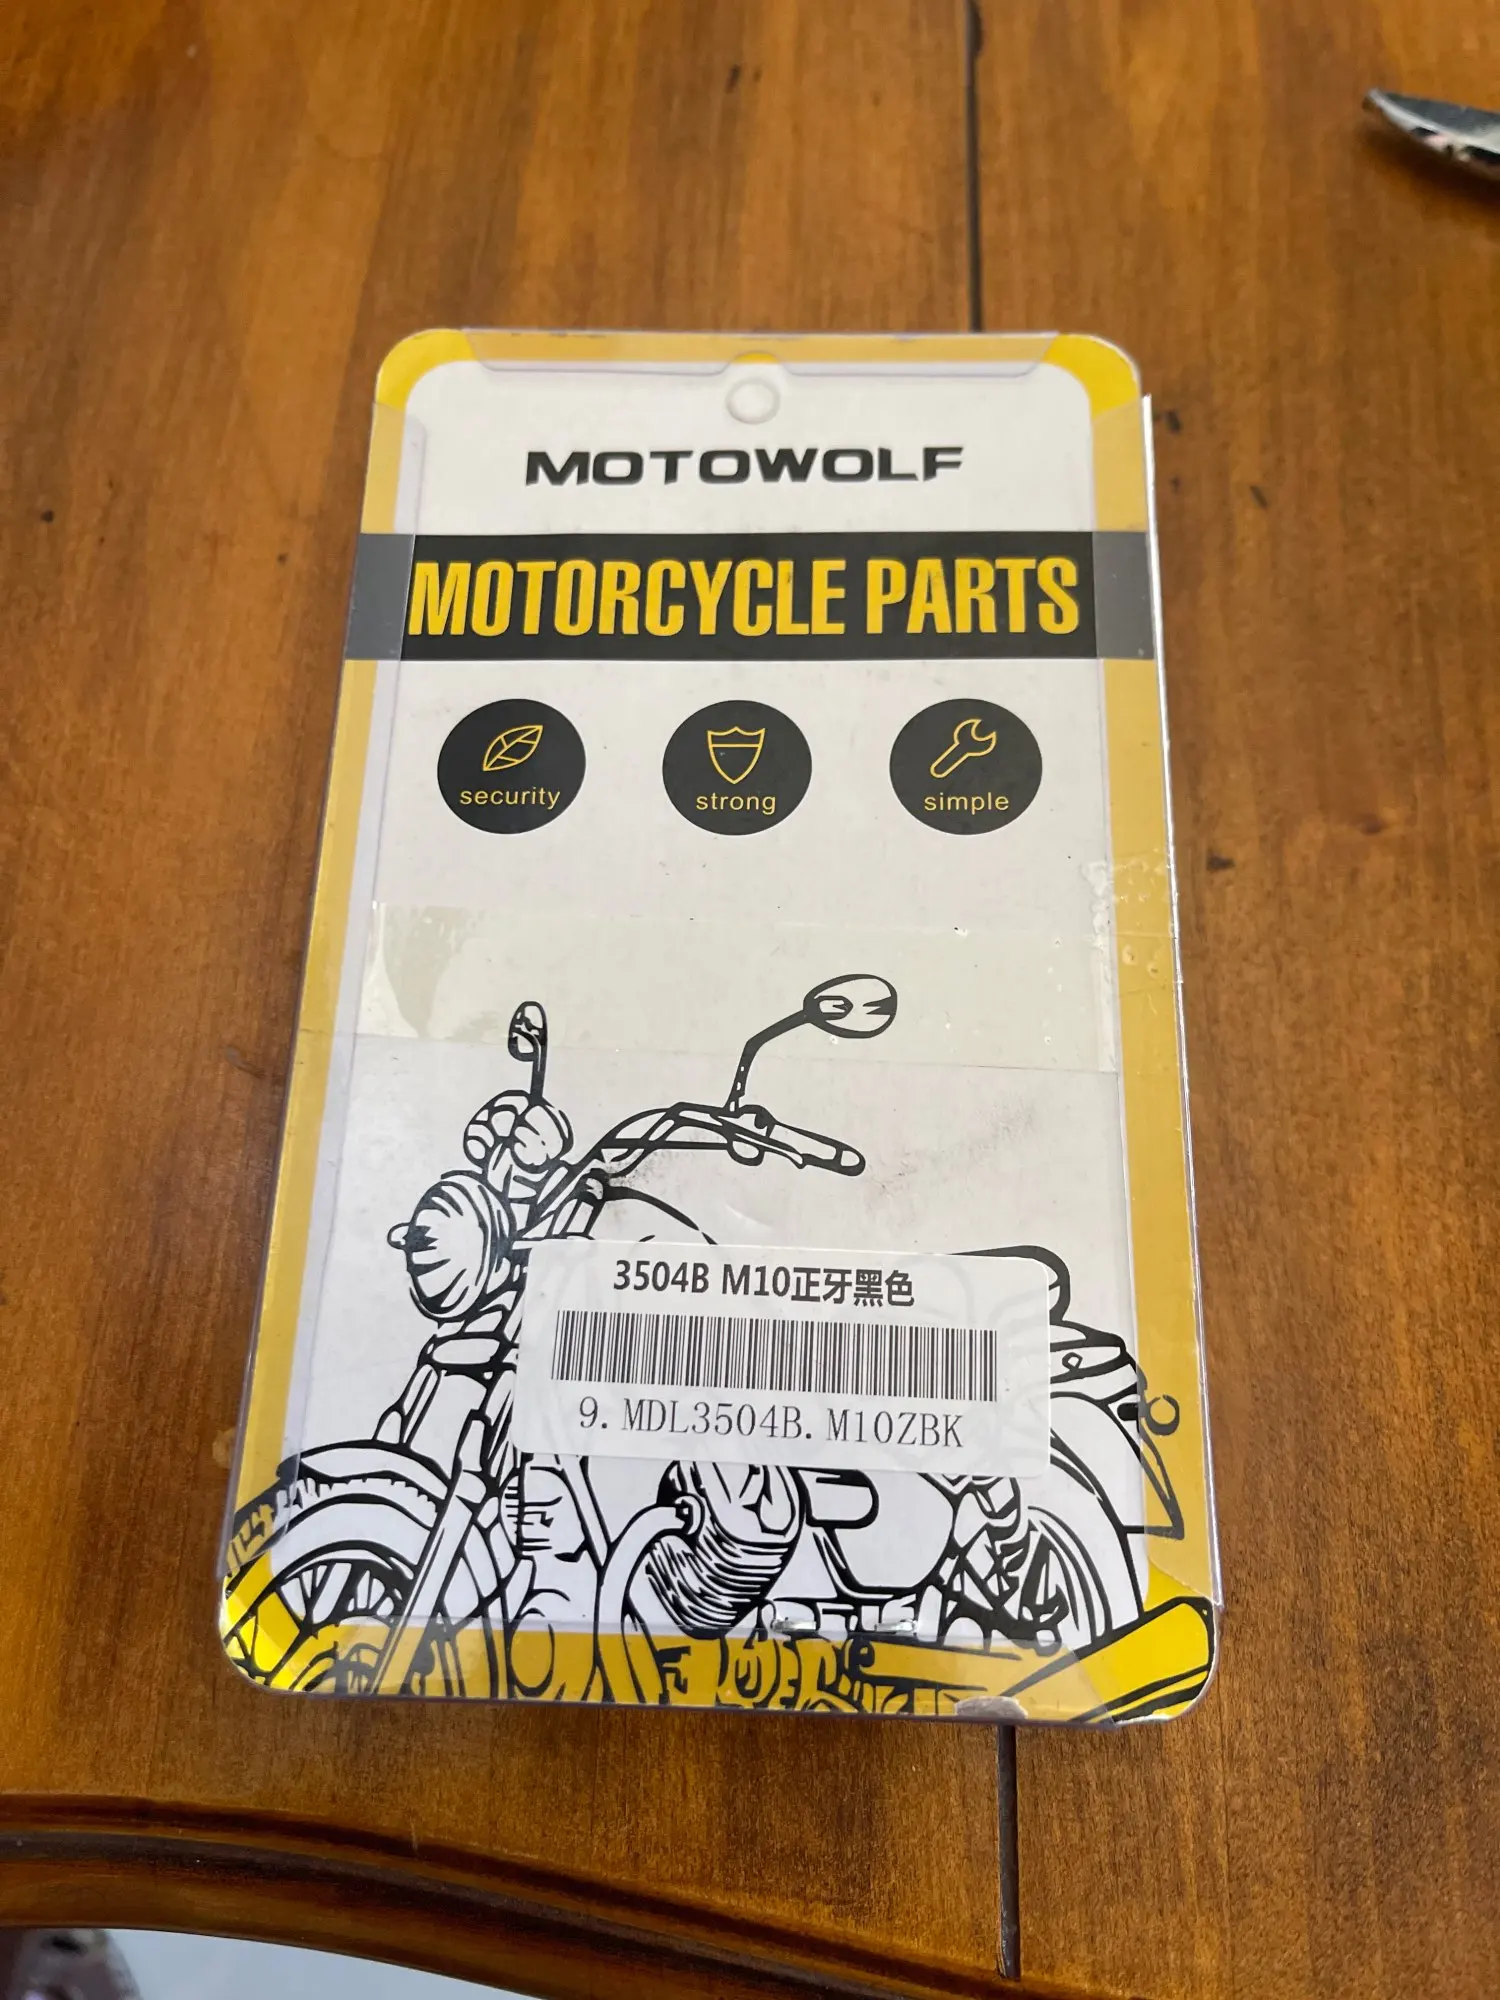 MOTOWOLF
MOTORCYCLE PARTS
security
strong
simple
3504B M10正牙黑色
9. MDL3504B. M10ZBK